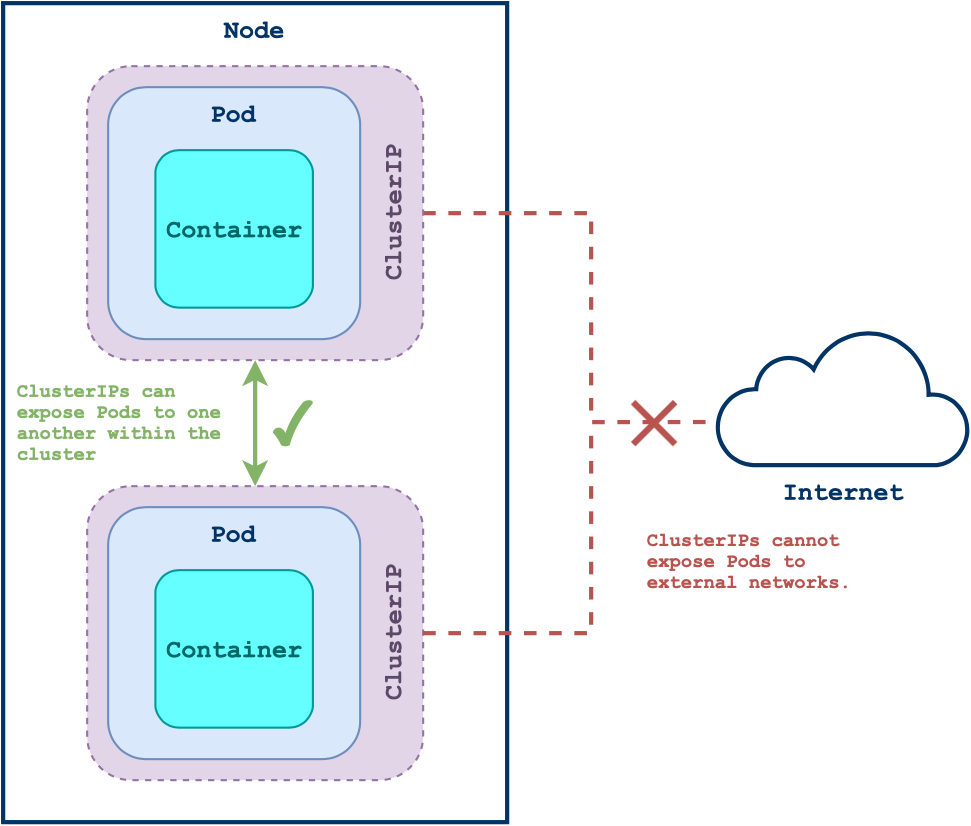 Node
Pod
Container
ClusterIP
ClusterIPs can
expose Pods to one
another within the
cluster
Pod
Container
ClusterIP
Internet
ClusterIPs cannot
expose Pods to
external networks.